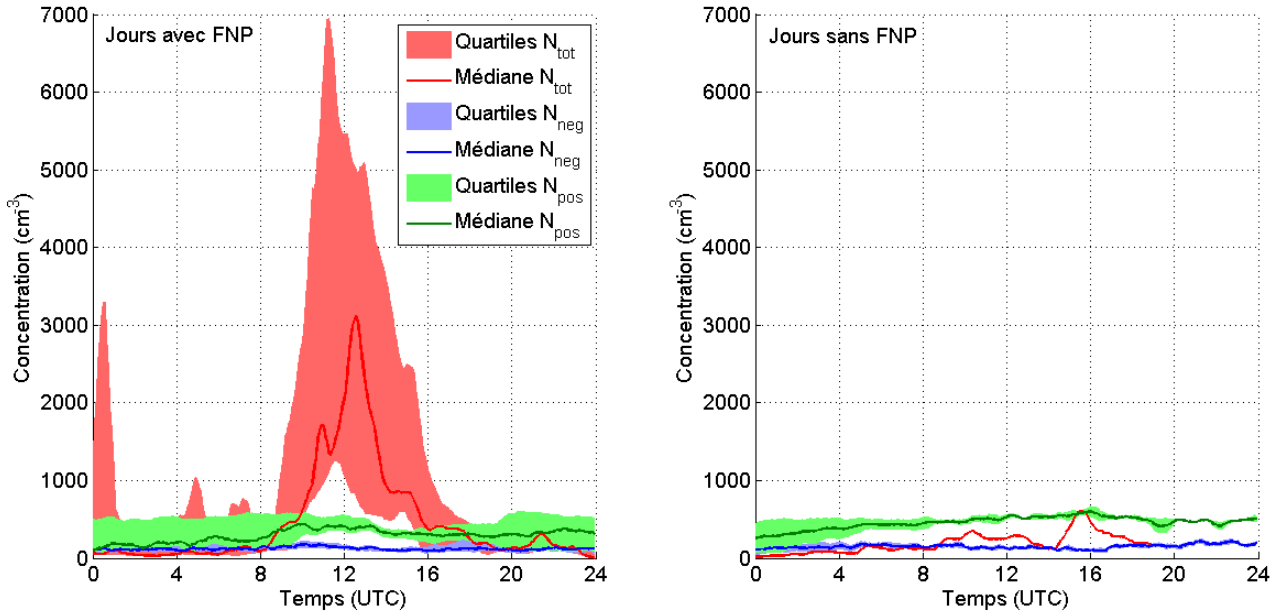 Jours avec FNP
Quartiles N_tot
Médiane N_tot
Quartiles N_neg
Médiane N_neg
Quartiles N_pos
Médiane N_pos
7000
6000
5000
4000
3000
2000
1000
0
Concentration (cm⁻³)
0 4 8 12 16 20 24
Temps (UTC)
Jours sans FNP
7000
6000
5000
4000
3000
2000
1000
0
Concentration (cm⁻³)
0 4 8 12 16 20 24
Temps (UTC)